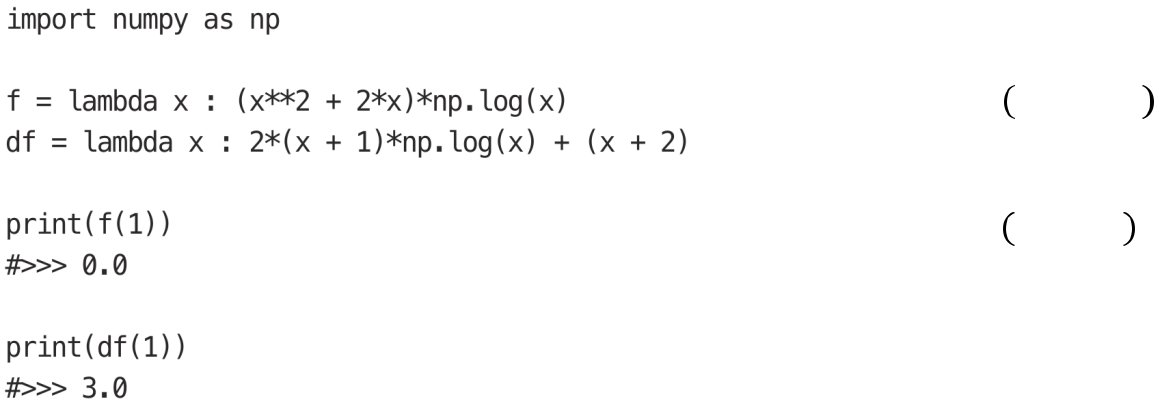 import numpy as np
f = lambda x : (x**2 + 2*x)*np.log(x) ( )
df = lambda x : 2*(x + 1)*np.log(x) + (x + 2)
print(f(1)) ( )
#>>> 0.0
print(df(1))
#>>> 3.0